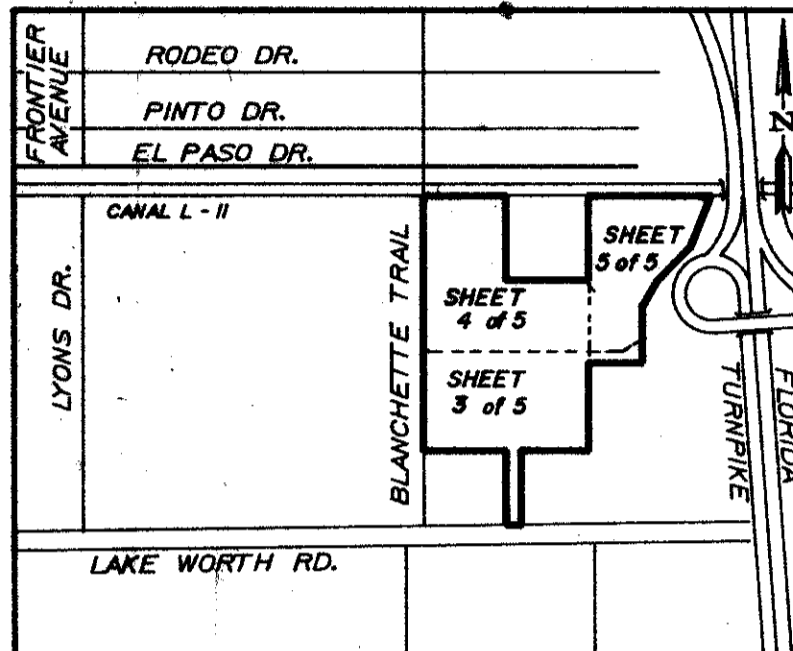 FRONTIER
AVENUE
RODEO DR.
PINTO DR.
EL PASO DR.
N
CANAL L - 11
LYONS DR.
BLANCHETTE TRAIL
SHEET
5 of 5
SHEET
4 of 5
SHEET
3 of 5
FLORIDA
TURNPIKE
LAKE WORTH RD.